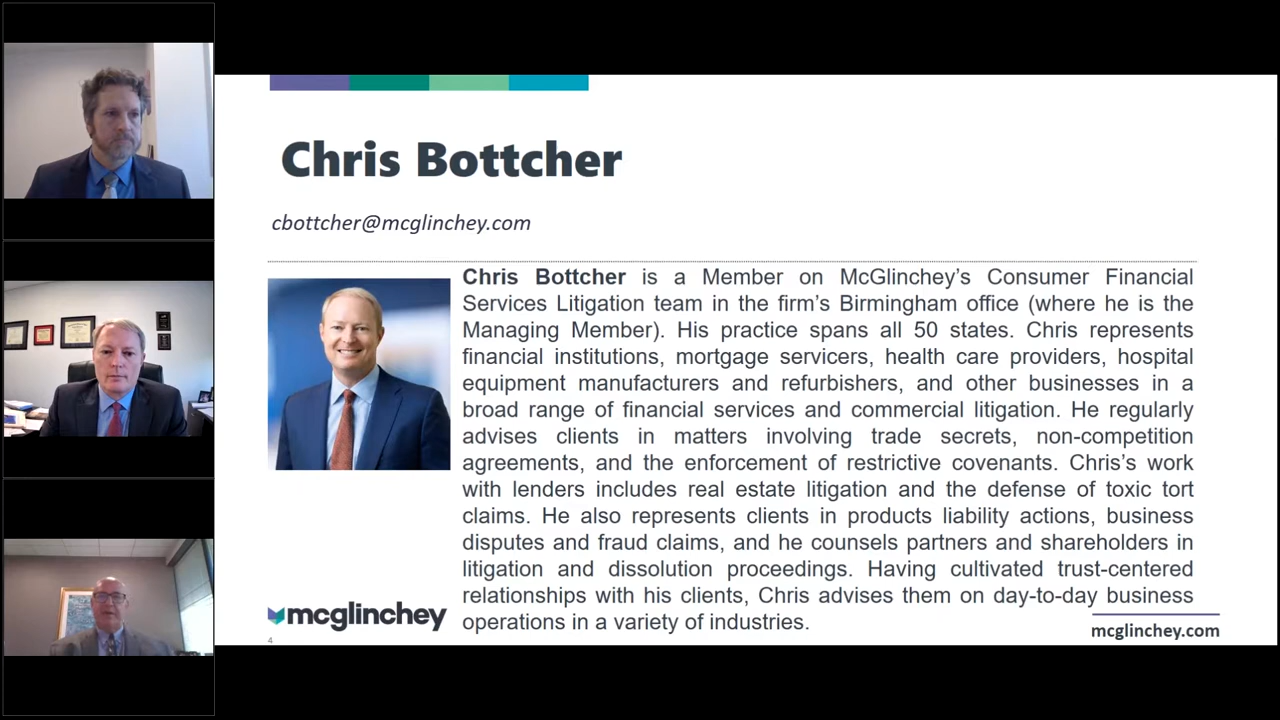 Chris Bottcher
cbottcher@mcglinchey.com
Chris Bottcher is a Member on McGlinchey’s Consumer Financial
Services Litigation team in the firm’s Birmingham office (where he is the
Managing Member). His practice spans all 50 states. Chris represents
financial institutions, mortgage servicers, health care providers, hospital
equipment manufacturers and refurbishers, and other businesses in a
broad range of financial services and commercial litigation. He regularly
advises clients in matters involving trade secrets, non-competition
agreements, and the enforcement of restrictive covenants. Chris’s work
with lenders includes real estate litigation and the defense of toxic tort
claims. He also represents clients in products liability actions, business
disputes and fraud claims, and he counsels partners and shareholders in
litigation and dissolution proceedings. Having cultivated trust-centered
relationships with his clients, Chris advises them on day-to-day business
operations in a variety of industries.
mcglinchey
4
mcglinchey.com